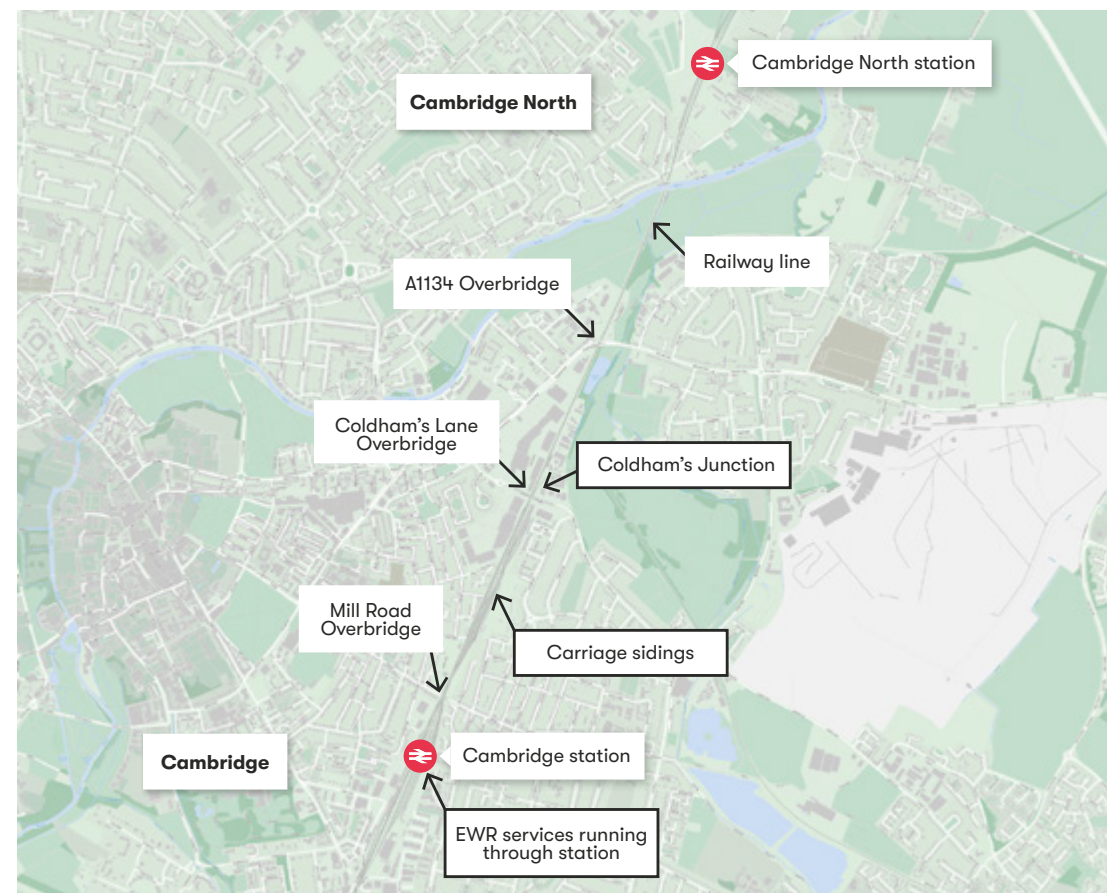 Cambridge North station
Cambridge North
Railway line
A1134 Overbridge
Coldham's Lane
Overbridge
Coldham's Junction
Mill Road
Overbridge
Carriage sidings
Cambridge station
Cambridge
EWR services running
through station